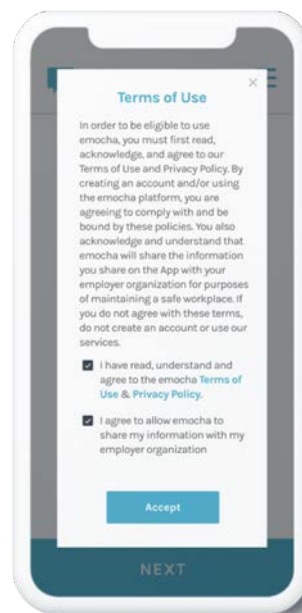 Terms of Use
In order to be eligible to use
emocha, you must first read,
acknowledge, and agree to our
Terms of Use and Privacy Policy. By
creating an account and/or using
the emocha platform, you are
agreeing to comply with and be
bound by these policies. You also
acknowledge and understand that
emocha will share the information
you share on the App with your
employer organization for purposes
of maintaining a safe workplace. If
you do not agree with these terms,
do not create an account or use our
services.
I have read, understand and
agree to the emocha Terms of
Use & Privacy Policy.
I agree to allow emocha to
share my information with my
employer organization
Accept
NEXT